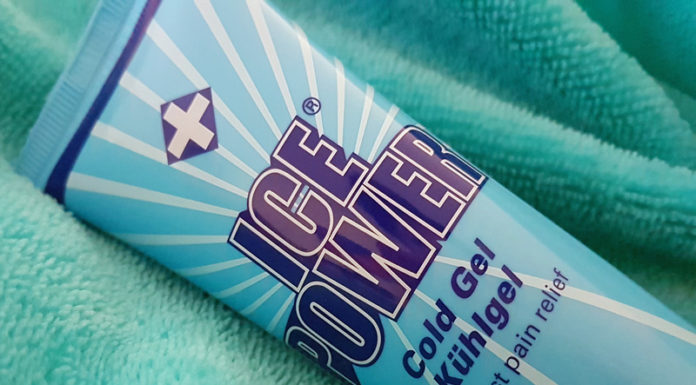 ICE®
POWER
Cold Gel
Kühlgel
pain relief